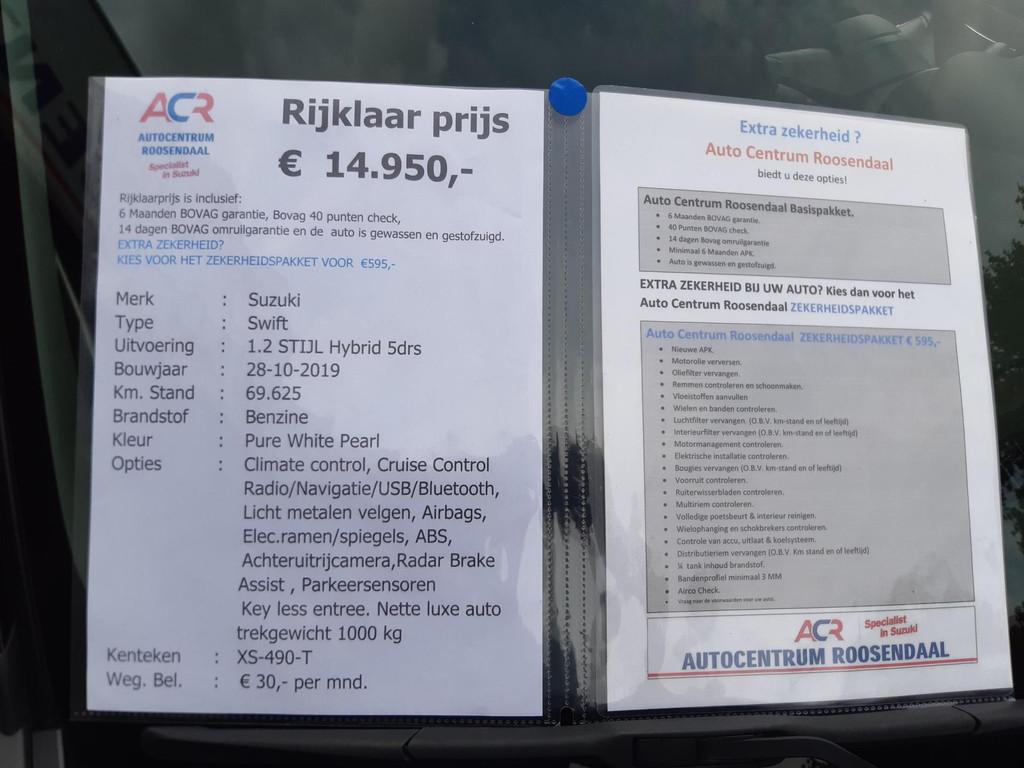 ACR
AUTOCENTRUM
ROOSENDAAL
Specialist
in Suzuki
Rijklaar prijs
€ 14.950,-
Rijklaarprijs is inclusief:
6 Maanden BOVAG garantie, Bovag 40 punten check,
14 dagen BOVAG omruilgarantie en de auto is gewassen en gestofzuigd.
EXTRA ZEKERHEID?
KIES VOOR HET ZEKERHEIDSPAKKET VOOR €595,-
Merk : Suzuki
Type : Swift
Uitvoering : 1.2 STIJL Hybrid 5drs
Bouwjaar : 28-10-2019
Km. Stand : 69.625
Brandstof : Benzine
Kleur : Pure White Pearl
Opties : Climate control, Cruise Control
Radio/Navigatie/USB/Bluetooth,
Licht metalen velgen, Airbags,
Elec.ramen/spiegels, ABS,
Achteruitrijcamera,Radar Brake
Assist , Parkeersensoren
Key less entree. Nette luxe auto
trekgewicht 1000 kg
Kenteken : XS-490-T
Weg. Bel. : € 30,- per mnd.
Extra zekerheid ?
Auto Centrum Roosendaal
biedt u deze opties!
Auto Centrum Roosendaal Basispakket.
• 6 Maanden BOVAG garantie.
• 40 Punten BOVAG check.
• 14 dagen Bovag omruilgarantie
• Minimaal 6 Maanden APK.
• Auto is gewassen en gestofzuigd.
EXTRA ZEKERHEID BIJ UW AUTO? Kies dan voor het
Auto Centrum Roosendaal ZEKERHEIDSPAKKET
Auto Centrum Roosendaal ZEKERHEIDSPAKKET € 595,-
• Nieuwe APK.
• Motorolie verversen.
• Oliefilter vervangen.
• Remmen controleren en schoonmaken.
• Vloeistoffen aanvullen
• Wielen en banden controleren.
• Luchtfilter vervangen. (O.B.V. km-stand en of leeftijd)
• Interieurfilter vervangen (O.B.V. km-stand en of leeftijd)
• Motormanagement controleren.
• Elektrische installatie controleren.
• Bougies vervangen (O.B.V. km-stand en of leeftijd)
• Voorruit controleren.
• Ruiterwisserbladen controleren.
• Multiriem controleren.
• Volledige poetsbeurt & interieur reinigen.
• Wielophanging en schokbrekers controleren.
• Controle van accu, uitlaat & koelsysteem.
• Distributieriem vervangen (O.B.V. Km stand en of leeftijd)
• ¼ tank inhoud brandstof.
• Bandenprofiel minimaal 3 MM
• Airco Check.
• Vraag naar de voorwaarden voor uw auto.
ACR Specialist
in Suzuki
AUTOCENTRUM ROOSENDAAL